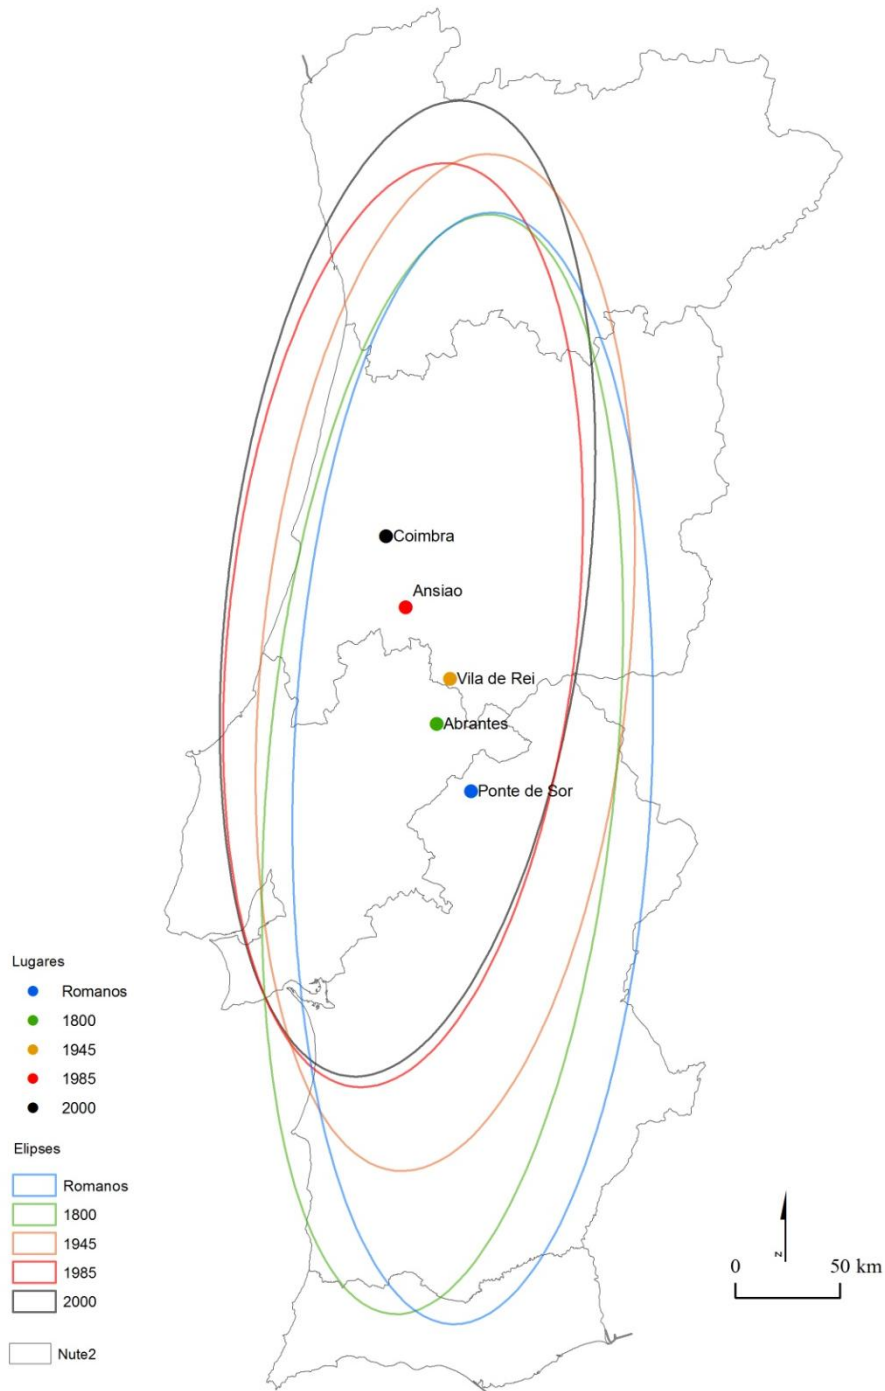 Coimbra
Ansiao
Vila de Rei
Abrantes
Ponte de Sor
Lugares
Romanos
1800
1945
1985
2000
Elipses
Romanos
1800
1945
1985
2000
Nute2
N
0 50 km